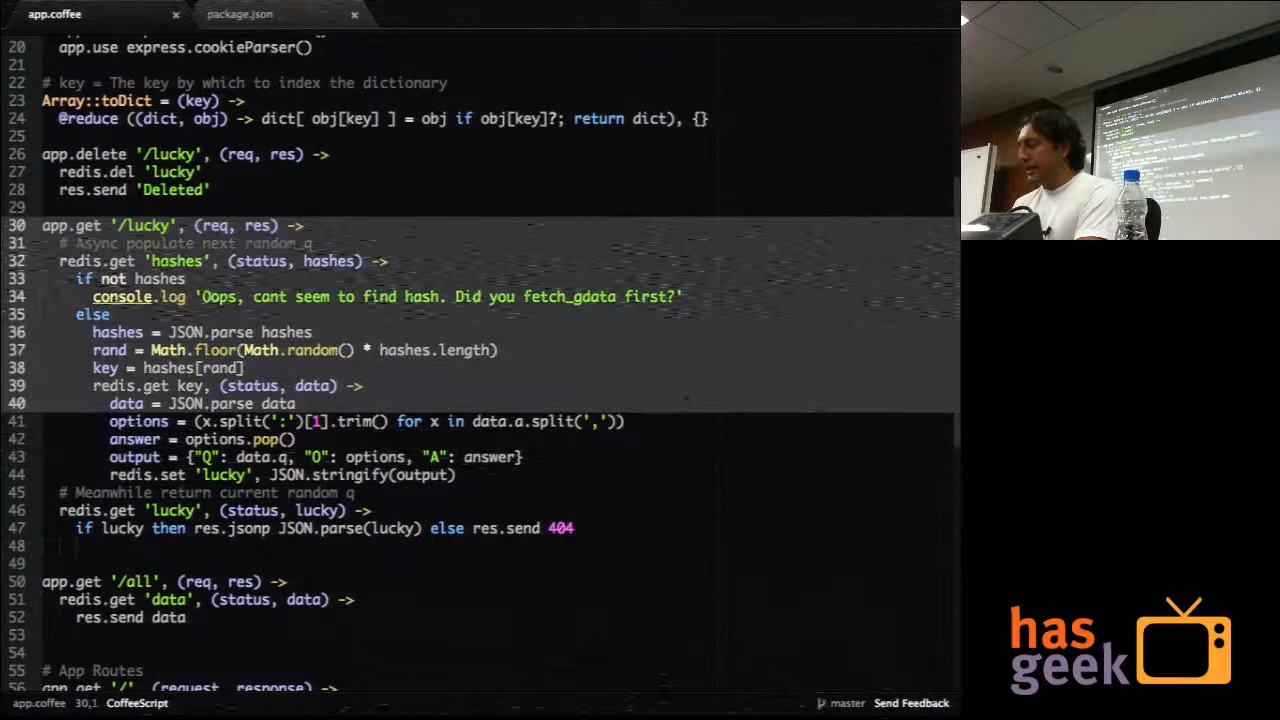 app.coffee × package.json ×
20 app.use express.cookieParser()
21
22 # key = The key by which to index the dictionary
23 Array::toDict = (key) ->
24 @reduce ((dict, obj) -> dict[ obj[key] ] = obj if obj[key]?; return dict), {}
25
26 app.delete '/lucky', (req, res) ->
27 redis.del 'lucky'
28 res.send 'Deleted'
29
30 app.get '/lucky', (req, res) ->
31 # Async populate next random q
32 redis.get 'hashes', (status, hashes) ->
33 if not hashes
34 console.log 'Oops, cant seem to find hash. Did you fetch_gdata first?'
35 else
36 hashes = JSON.parse hashes
37 rand = Math.floor(Math.random() * hashes.length)
38 key = hashes[rand]
39 redis.get key, (status, data) ->
40 data = JSON.parse data
41 options = (x.split(':')[1].trim() for x in data.a.split(','))
42 answer = options.pop()
43 output = {"Q": data.q, "O": options, "A": answer}
44 redis.set 'lucky', JSON.stringify(output)
45 # Meanwhile return current random q
46 redis.get 'lucky', (status, lucky) ->
47 if lucky then res.jsonp JSON.parse(lucky) else res.send 404
48
49
50 app.get '/all', (req, res) ->
51 redis.get 'data', (status, data) ->
52 res.send data
53
54
55 # App Routes
56 app.get '/', (request, response) ->
app.coffee 30,1 CoffeeScript master Send Feedback
has
geek